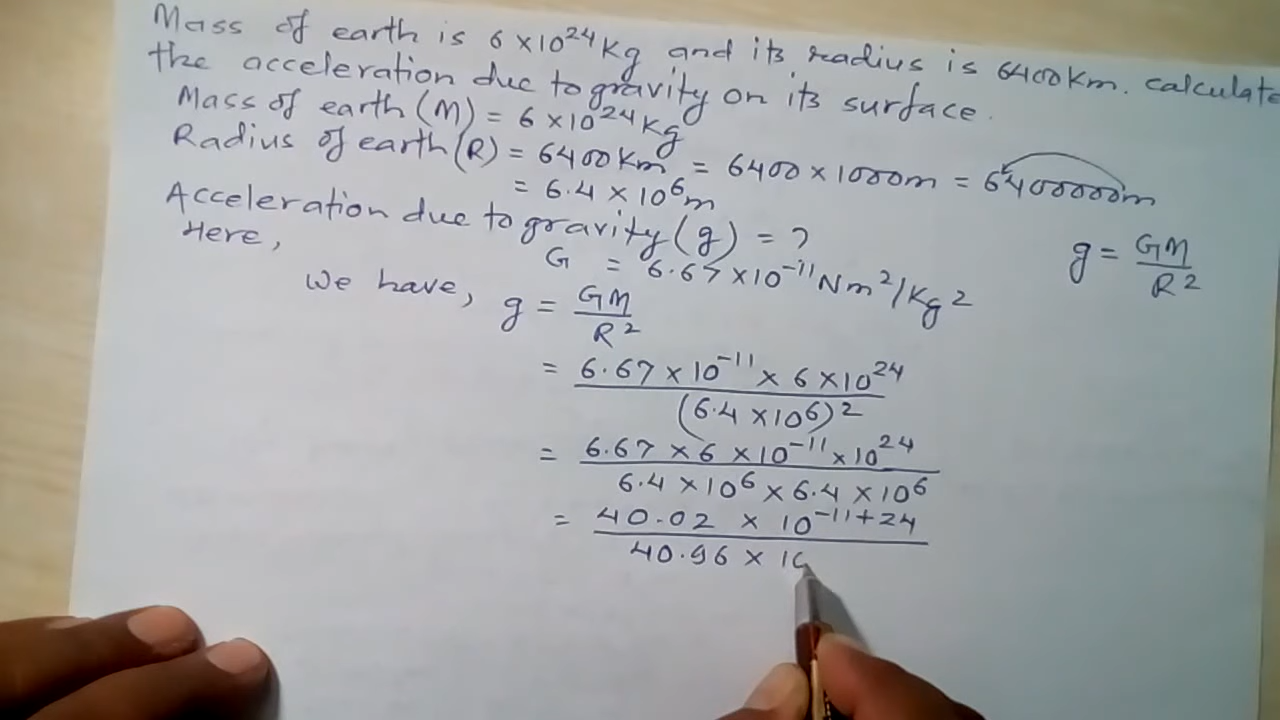 Mass of earth is 6 × 10²⁴ Kg and its radius is 6400 Km. calculate
the acceleration due to gravity on its surface.
Mass of earth (M) = 6 × 10²⁴ Kg
Radius of earth (R) = 6400 Km = 6400 × 1000m = 6400000m
= 6.4 × 10⁶ m
Acceleration due to gravity (g) = ?
Here,
G = 6.67 × 10⁻¹¹ Nm²/Kg²
g = GM / R²
We have, g = GM / R²
= 6.67 × 10⁻¹¹ × 6 × 10²⁴
(6.4 × 10⁶)²
= 6.67 × 6 × 10⁻¹¹ × 10²⁴
6.4 × 10⁶ × 6.4 × 10⁶
= 40.02 × 10⁻¹¹⁺²⁴
40.96 × 10